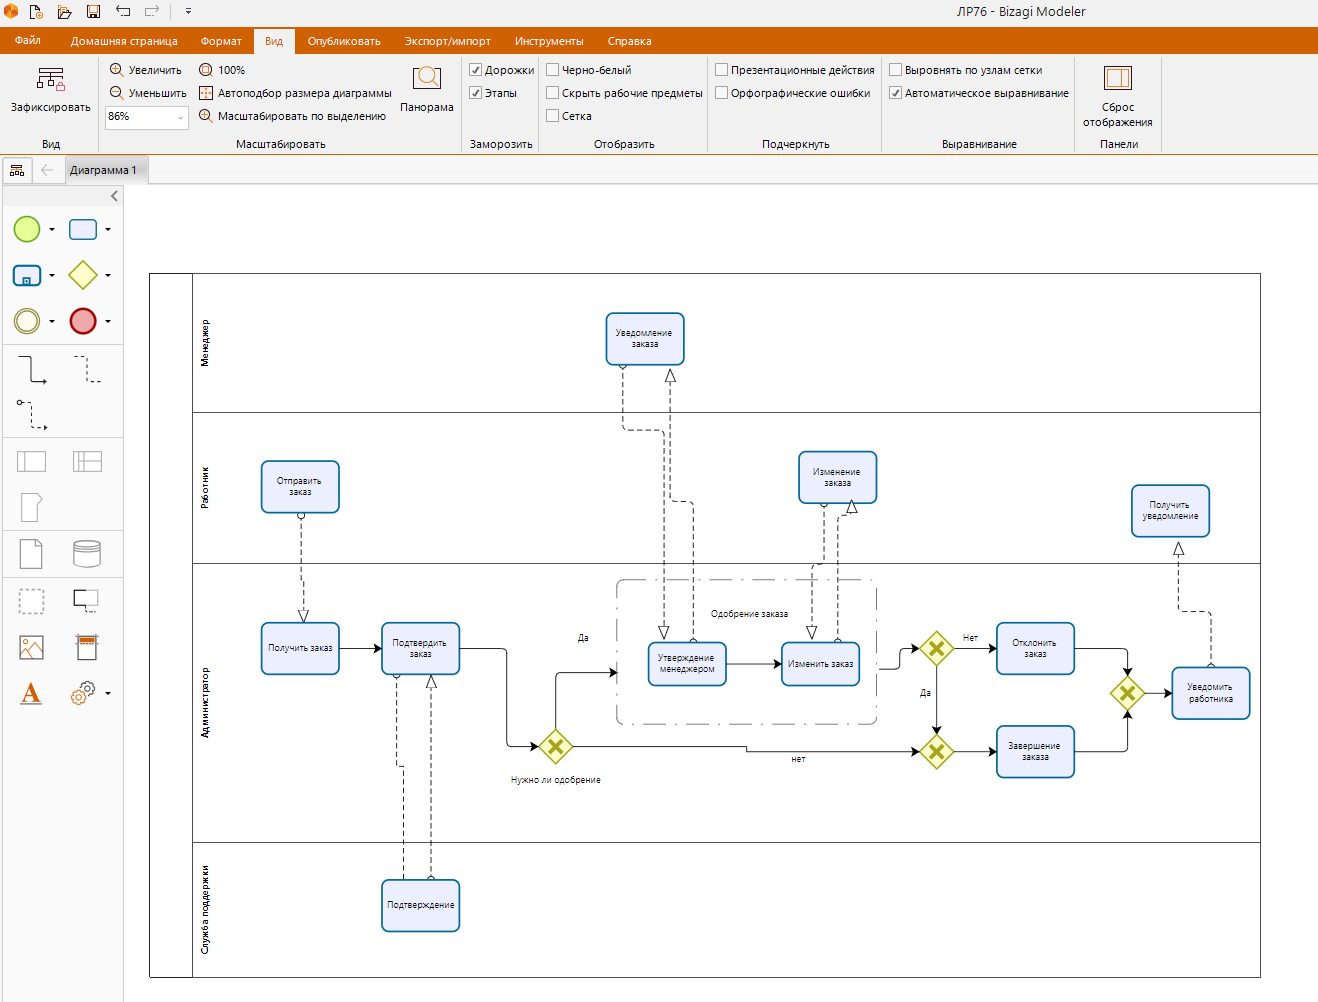 ЛР76 - Bizagi Modeler
Файл
Домашняя страница
Формат
Вид
Опубликовать
Экспорт/импорт
Инструменты
Справка
Зафиксировать
Вид
Увеличить
Уменьшить
86%
100%
Автоподбор размера диаграммы
Масштабировать по выделению
Панорама
Масштабировать
Дорожки
Этапы
Заморозить
Черно-белый
Скрыть рабочие предметы
Сетка
Отобразить
Презентационные действия
Орфографические ошибки
Подчеркнуть
Выровнять по узлам сетки
Автоматическое выравнивание
Выравнивание
Сброс
отображения
Панели
Диаграмма 1
Менеджер
Уведомление
заказа
Работник
Отправить
заказ
Изменение
заказа
Получить
уведомление
Администратор
Получить заказ
Подтвердить
заказ
Да
Одобрение заказа
Утверждение
менеджером
Изменить заказ
Нет
Отклонить
заказ
Да
Уведомить
работника
Завершение
заказа
нет
Нужно ли одобрение
Служба поддержки
Подтверждение